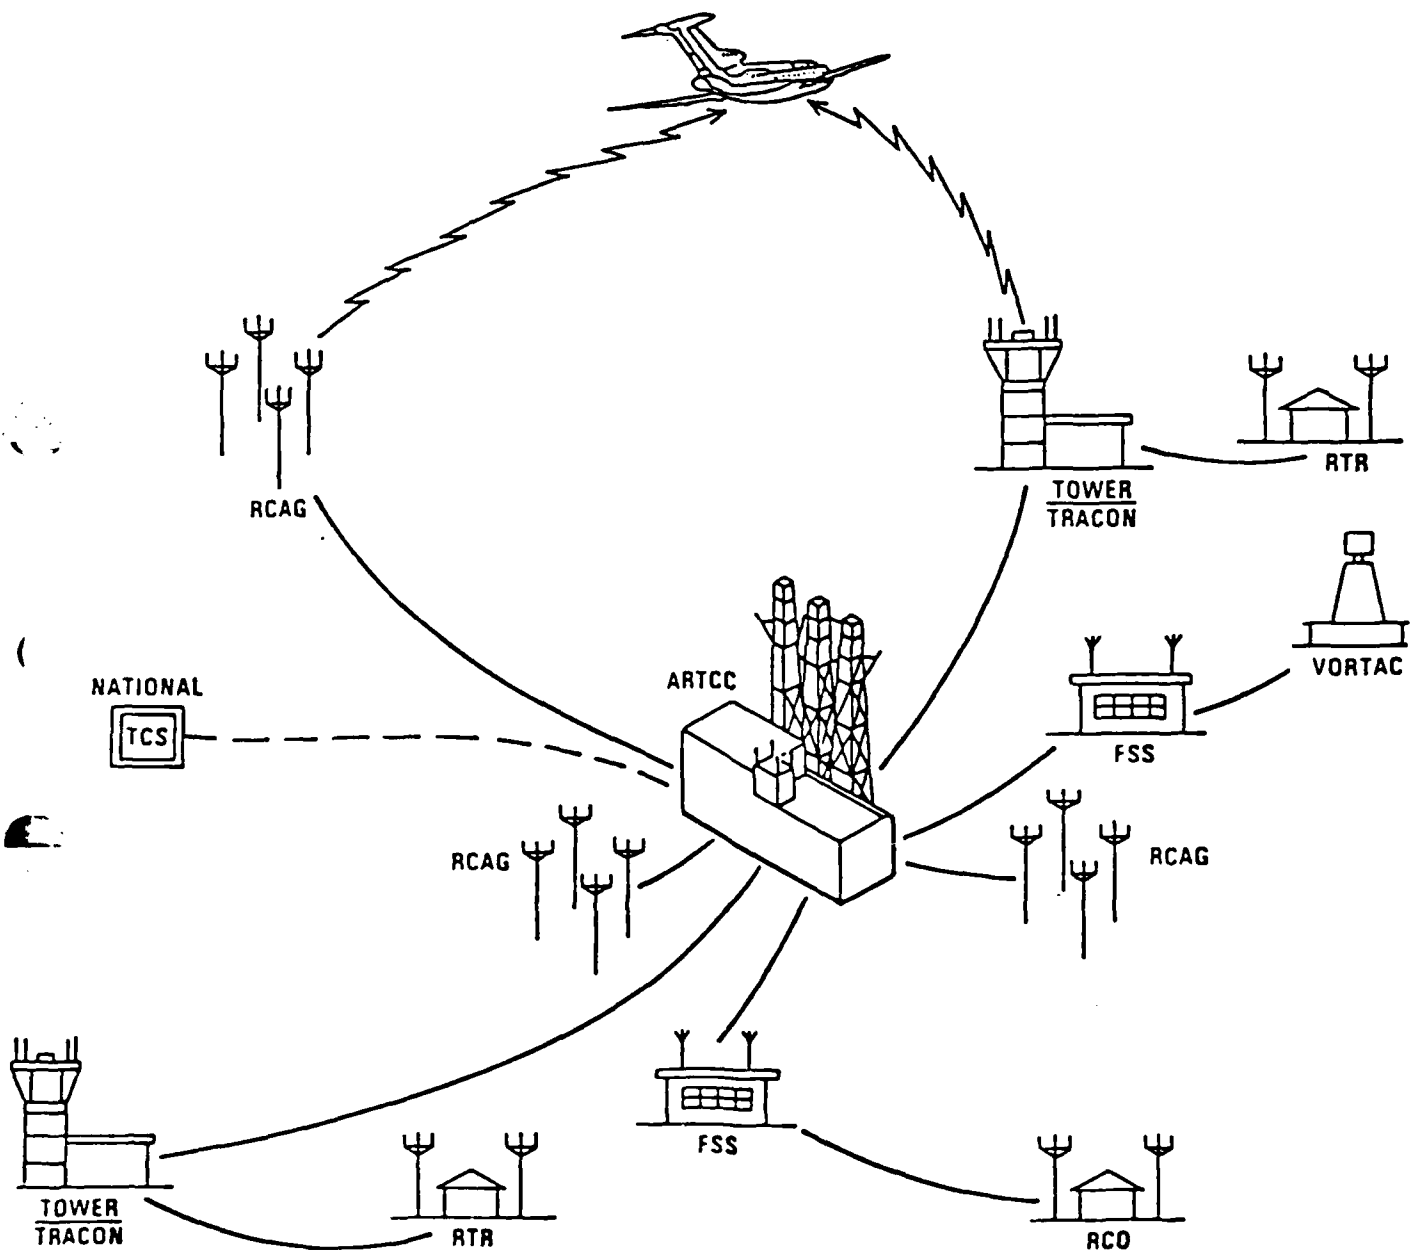 RCAG
TOWER
TRACON
RTR
VORTAC
NATIONAL
TCS
ARTCC
FSS
RCAG
RCAG
FSS
TOWER
TRACON
RTR
RCO